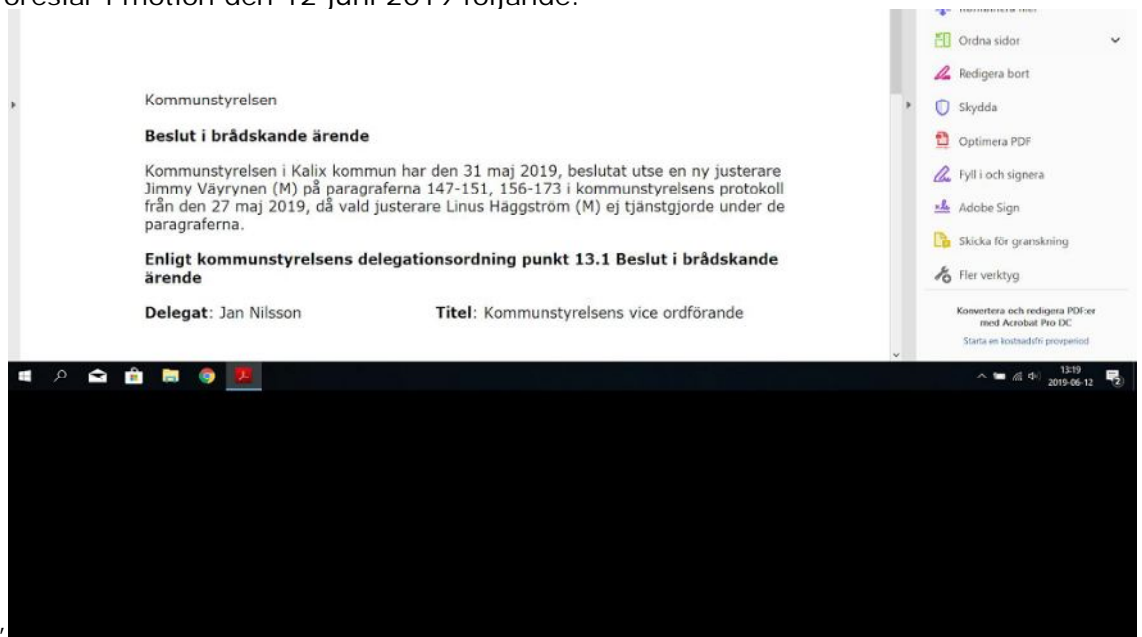 föreslår i motion den 12 juni 2019 följande:
Kommunstyrelsen
Beslut i brådskande ärende
Kommunstyrelsen i Kalix kommun har den 31 maj 2019, beslutat utse en ny justerare
Jimmy Väyrynen (M) på paragraferna 147-151, 156-173 i kommunstyrelsens protokoll
från den 27 maj 2019, då vald justerare Linus Häggström (M) ej tjänstgjorde under de
paragraferna.
Enligt kommunstyrelsens delegationsordning punkt 13.1 Beslut i brådskande
ärende
Delegat: Jan Nilsson Titel: Kommunstyrelsens vice ordförande
Ordna sidor
Redigera bort
Skydda
Optimera PDF
Fyll i och signera
Adobe Sign
Skicka för granskning
Fler verktyg
Konvertera och redigera PDF:er
med Acrobat Pro DC
Starta en kostnadsfri provperiod
13:19
2019-06-12
2